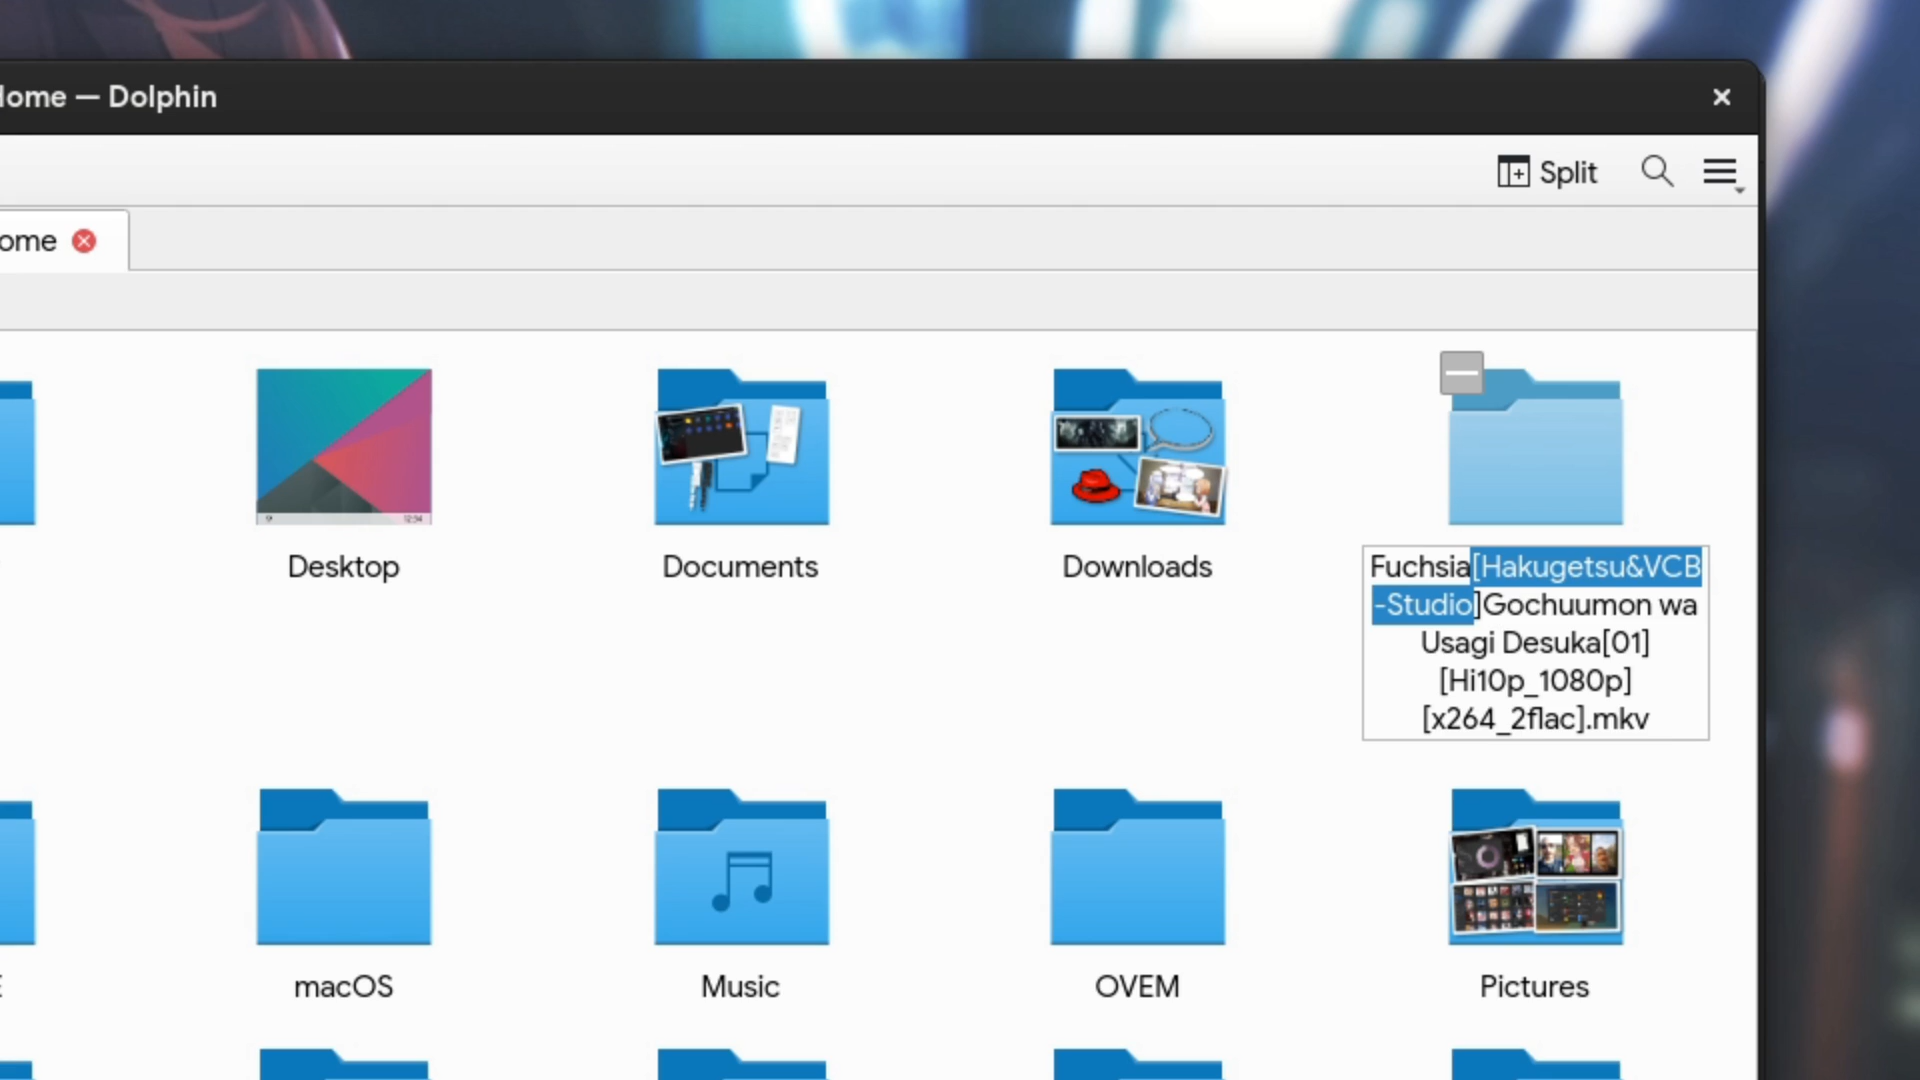 Home — Dolphin
Split
ome
Desktop
Documents
Downloads
Fuchsia[Hakugetsu&VCB
-Studio]Gochuumon wa
Usagi Desuka[01]
[Hi10p_1080p]
[x264_2flac].mkv
macOS
Music
OVEM
Pictures